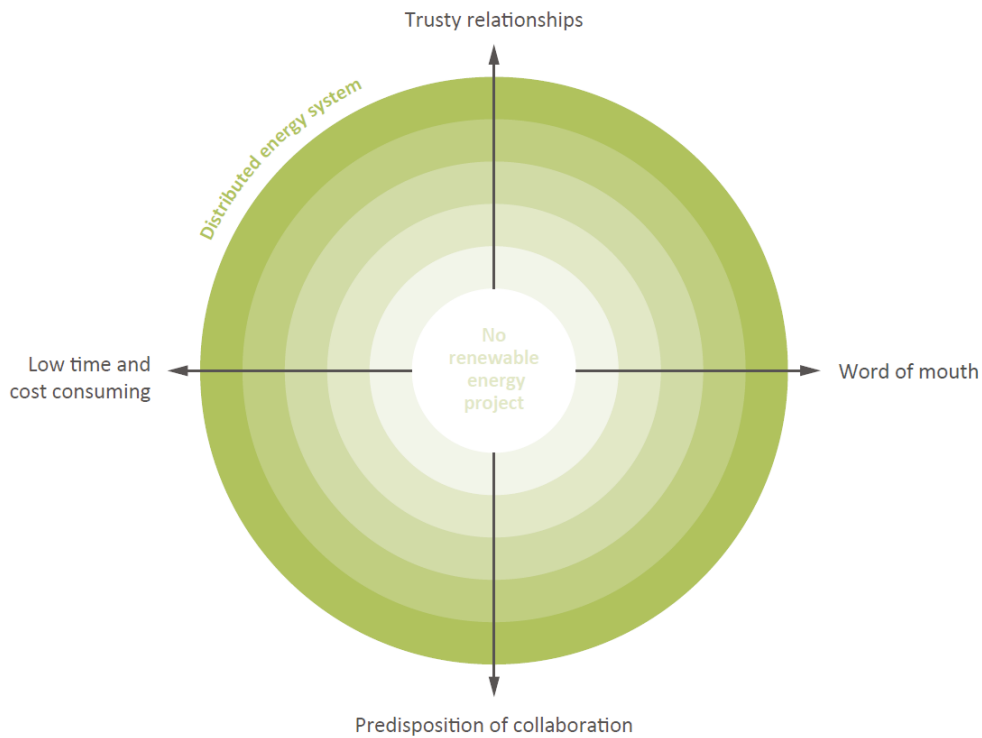 Trusty relationships
Distributed energy system
No
renewable
energy
project
Low time and
cost consuming
Word of mouth
Predisposition of collaboration